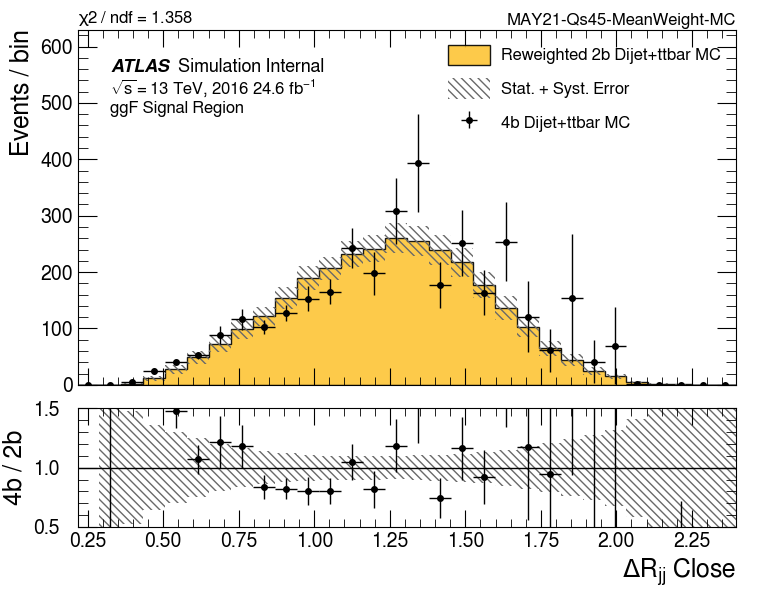 χ2 / ndf = 1.358
MAY21-Qs45-MeanWeight-MC
ATLAS Simulation Internal
√s = 13 TeV, 2016 24.6 fb⁻¹
ggF Signal Region
Reweighted 2b Dijet+ttbar MC
Stat. + Syst. Error
4b Dijet+ttbar MC
Events / bin
600
500
400
300
200
100
0
4b / 2b
1.5
1.0
0.5
0.25 0.50 0.75 1.00 1.25 1.50 1.75 2.00 2.25
ΔRjj Close